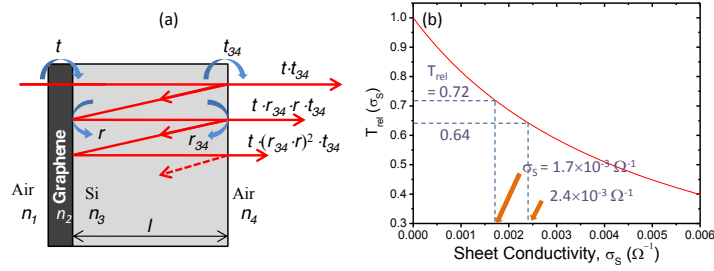 (a)
t
t34
t·t34
t·r34·r·t34
r
r34
t·(r34·r)2·t34
Air
n1
Graphene
n2
Si
n3
Air
n4
l
(b)
1.0
0.9
0.8
0.7
0.6
0.5
0.4
0.3
Trel (σS)
Trel
= 0.72
0.64
σS = 1.7×10-3 Ω-1
2.4×10-3 Ω-1
0.000 0.001 0.002 0.003 0.004 0.005 0.006
Sheet Conductivity, σS (Ω-1)